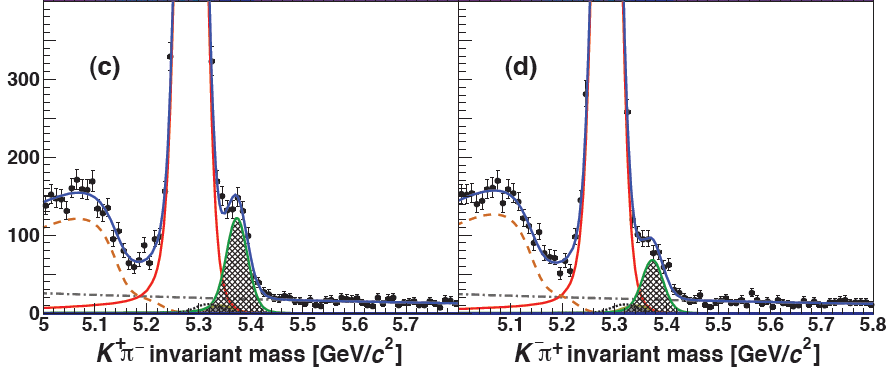 (c) (d)
300
200
100
0
5 5.1 5.2 5.3 5.4 5.5 5.6 5.7 5.1 5.2 5.3 5.4 5.5 5.6 5.7 5.8
K⁺π⁻ invariant mass [GeV/c²] K⁻π⁺ invariant mass [GeV/c²]